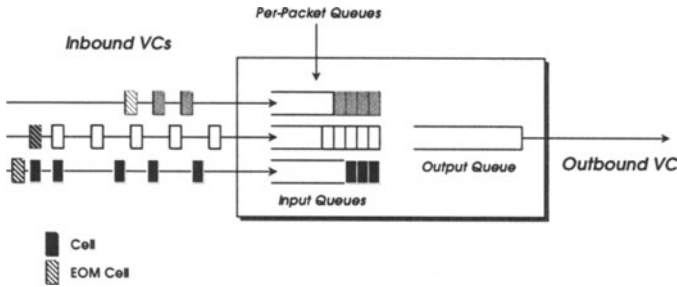 Per-Packet Queues
Inbound VCs
Output Queue
Outbound VC
Input Queues
Cell
EOM Cell